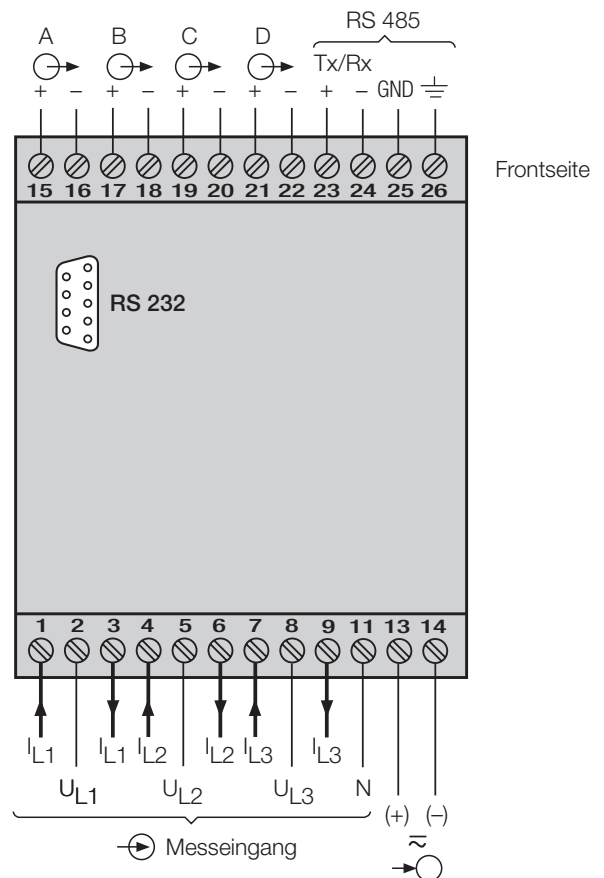 RS 485
A B C D Tx/Rx
+ − + − + − + − + − GND
15 16 17 18 19 20 21 22 23 24 25 26
Frontseite
RS 232
1 2 3 4 5 6 7 8 9 11 13 14
IL1 IL1 IL2 IL2 IL3 IL3
UL1 UL2 UL3 N
(+) (−)
Messeingang